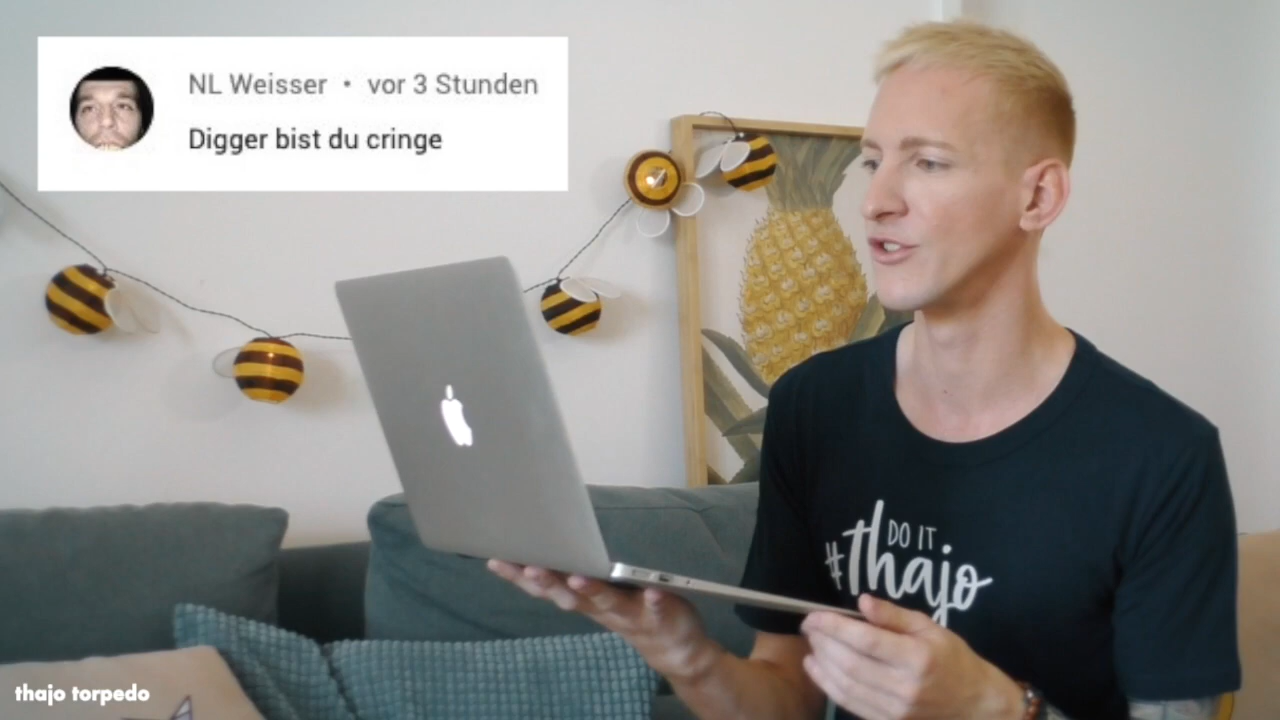 NL Weisser • vor 3 Stunden
Digger bist du cringe
DO IT
#thajo
thajo torpedo